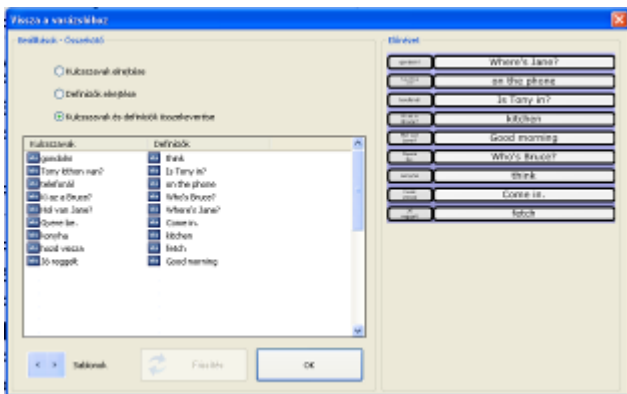 Vissza a varázslóhoz
Beállítások - Összekötő
Kulcsszavak elrejtése
Definíciók elrejtése
Kulcsszavak és definíciók összekeverése
Kulcsszavak Definíciók
gondolni think
Tony itthon van? Is Tony in?
telefonál on the phone
Ki az a Bruce? Who's Bruce?
Hol van Jane? Where's Jane?
Gyere be. Come in.
konyha kitchen
hozd vissza fetch
Jó reggelt Good morning
< > Sablonok
Frissítés
OK
Előnézet
Where's Jane?
on the phone
Is Tony in?
kitchen
Good morning
Who's Bruce?
think
Come in.
fetch